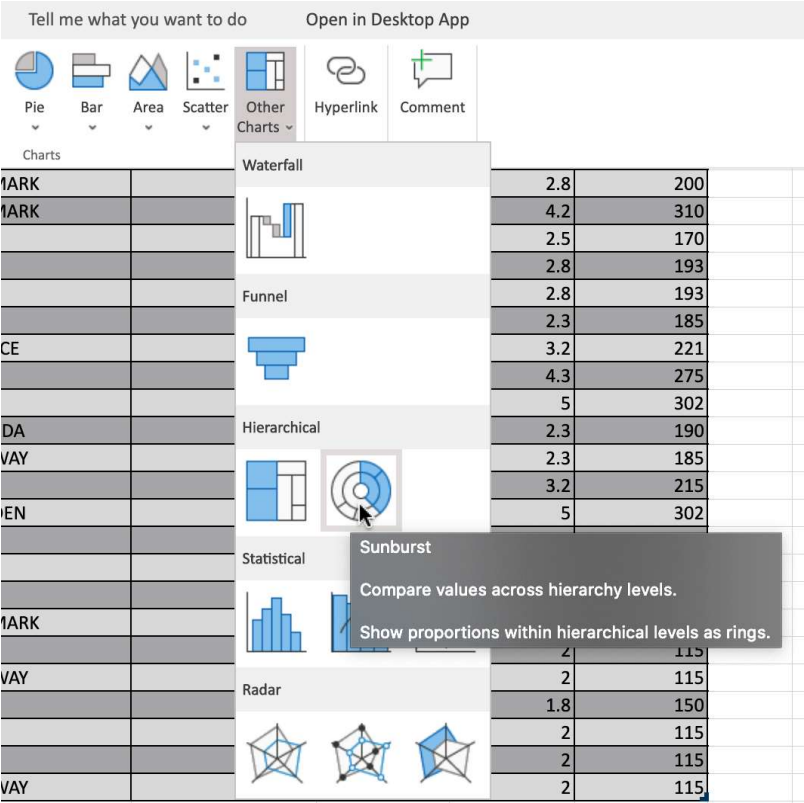 Tell me what you want to do Open in Desktop App
Pie Bar Area Scatter Other Charts Hyperlink Comment
Charts
Waterfall
MARK 2.8 200
MARK 4.2 310
2.5 170
2.8 193
Funnel
2.8 193
2.3 185
CE 3.2 221
4.3 275
5 302
Hierarchical
DA 2.3 190
WAY 2.3 185
3.2 215
DEN 5 302
Sunburst
Statistical
Compare values across hierarchy levels.
MARK
Show proportions within hierarchical levels as rings.
2 115
WAY 2 115
Radar
1.8 150
2 115
2 115
WAY 2 115